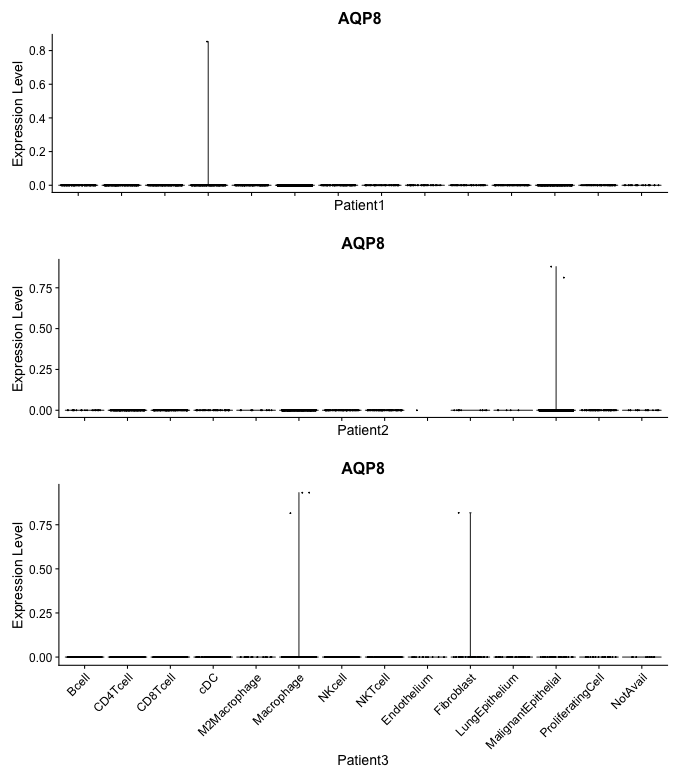 AQP8
Expression Level
0.8
0.6
0.4
0.2
0.0
Patient1
AQP8
Expression Level
0.75
0.50
0.25
0.00
Patient2
AQP8
Expression Level
0.75
0.50
0.25
0.00
Bcell
CD4Tcell
CD8Tcell
cDC
M2Macrophage
Macrophage
NKcell
NKTcell
Endothelium
Fibroblast
LungEpithelium
MalignantEpithelial
ProliferatingCell
NotAvail
Patient3